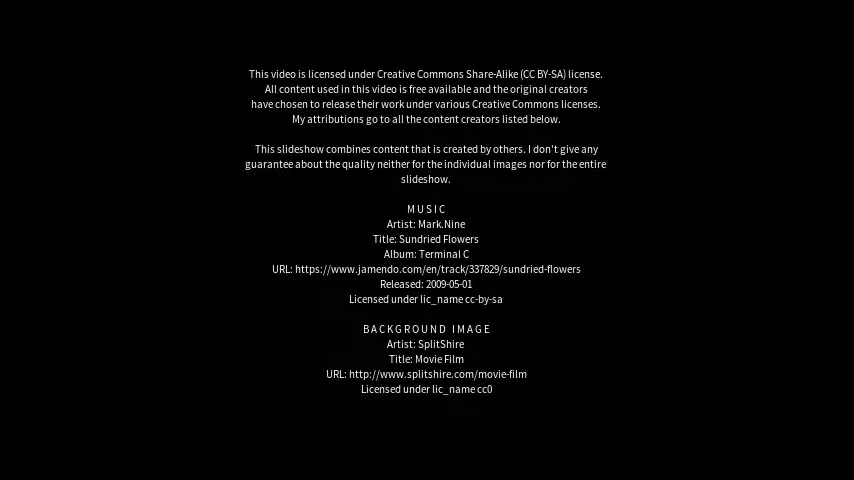 This video is licensed under Creative Commons Share-Alike (CC BY-SA) license.
All content used in this video is free available and the original creators
have chosen to release their work under various Creative Commons licenses.
My attributions go to all the content creators listed below.
This slideshow combines content that is created by others. I don't give any
guarantee about the quality neither for the individual images nor for the entire
slideshow.
MUSIC
Artist: Mark.Nine
Title: Sundried Flowers
Album: Terminal C
URL: https://www.jamendo.com/en/track/337829/sundried-flowers
Released: 2009-05-01
Licensed under lic_name cc-by-sa
BACKGROUND IMAGE
Artist: SplitShire
Title: Movie Film
URL: http://www.splitshire.com/movie-film
Licensed under lic_name cc0